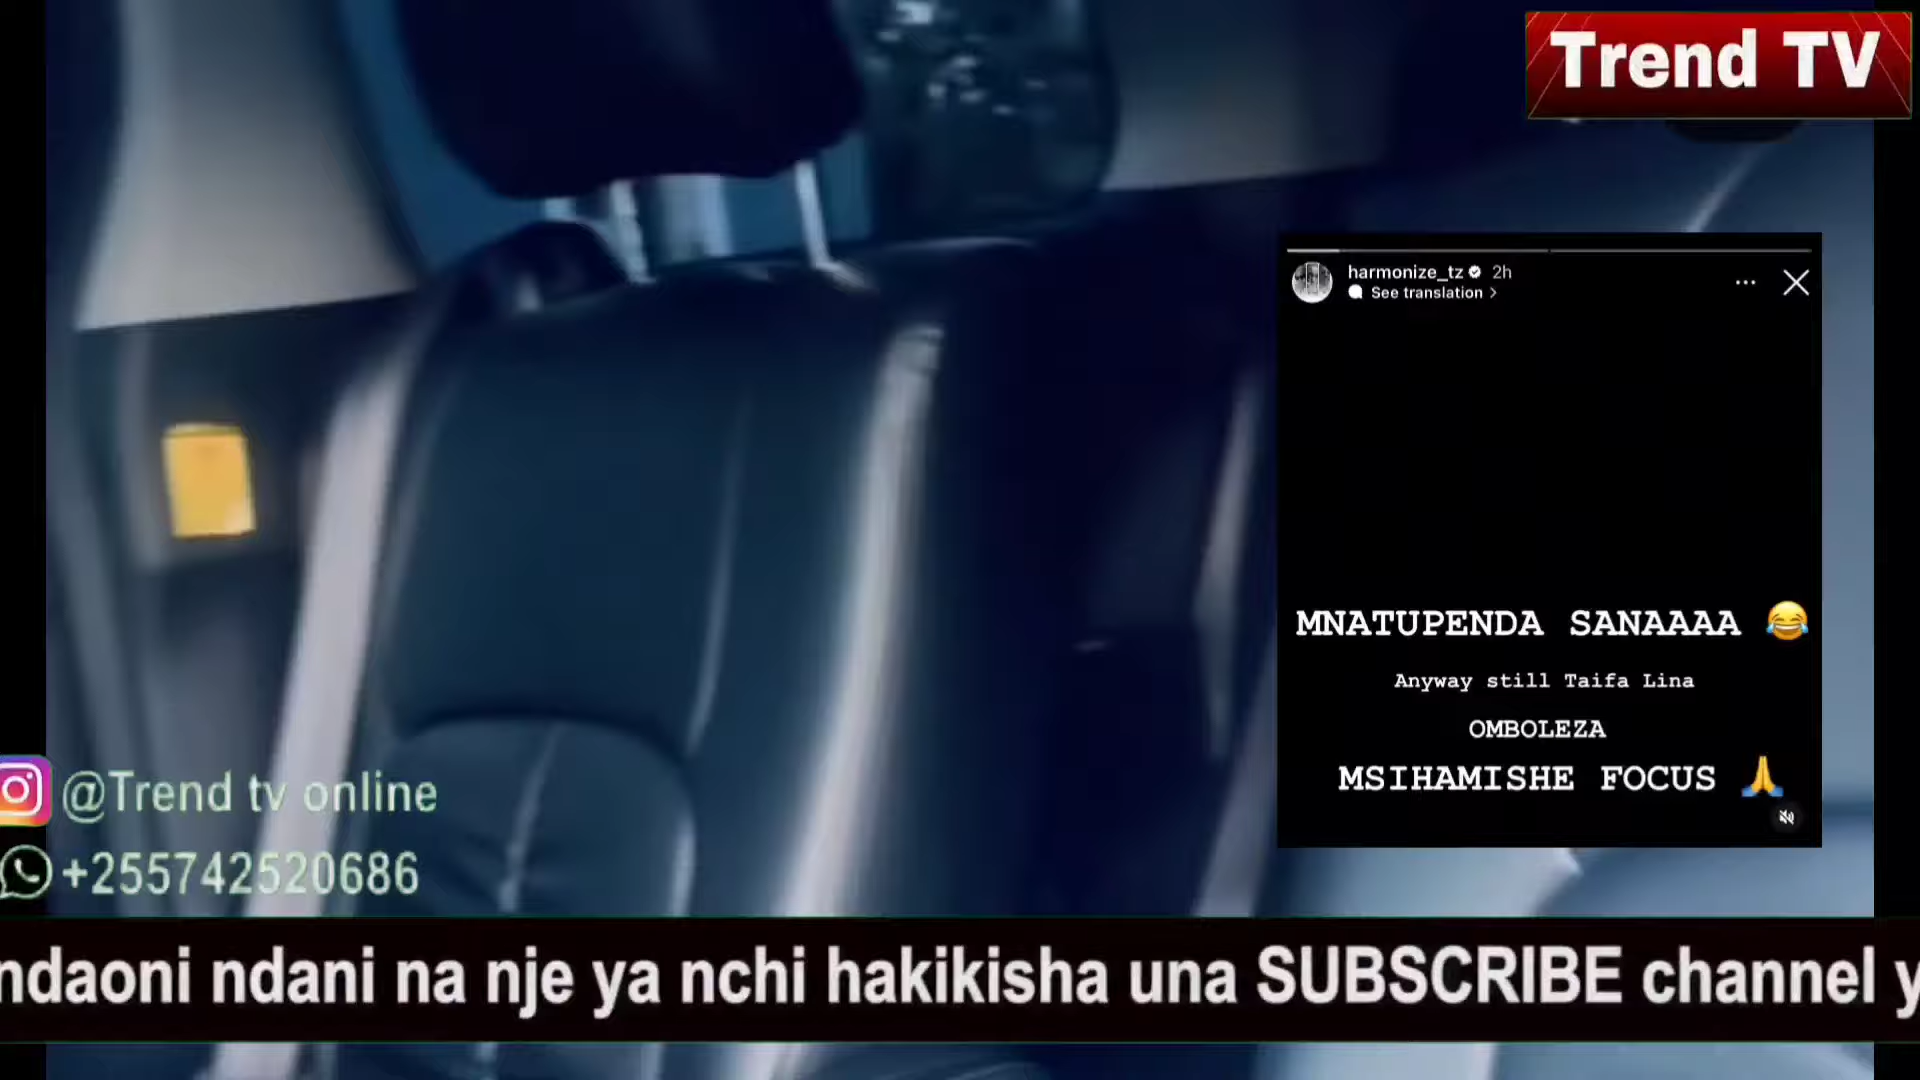 Trend TV
harmonize_tz 2h
See translation
MNATUPENDA SANAAAA 😂
Anyway still Taifa Lina
OMBOLEZA
MSIHAMISHE FOCUS 🙏
@Trend tv online
+255742520686
ndaoni ndani na nje ya nchi hakikisha una SUBSCRIBE channel y